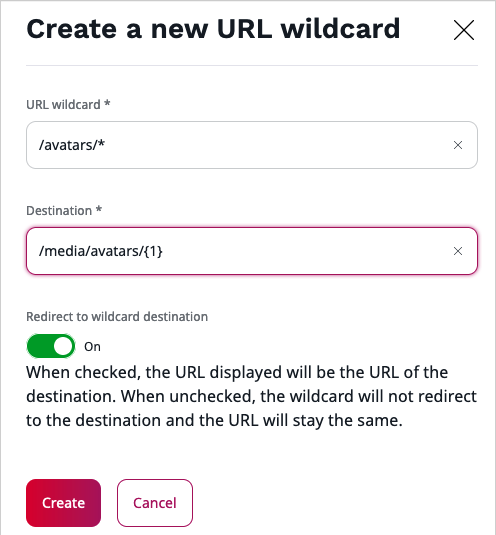 Create a new URL wildcard
URL wildcard *
/avatars/*
Destination *
/media/avatars/{1}
Redirect to wildcard destination
On
When checked, the URL displayed will be the URL of the
destination. When unchecked, the wildcard will not redirect
to the destination and the URL will stay the same.
Create
Cancel